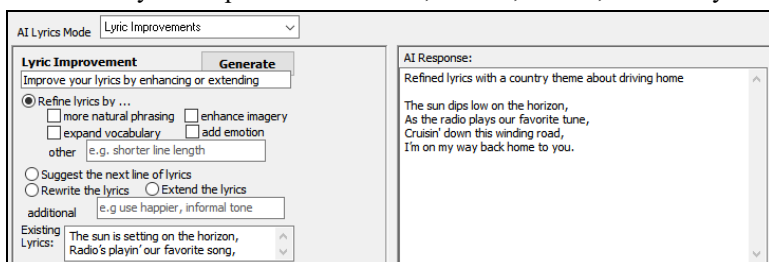 AI Lyrics Mode Lyric Improvements
Lyric Improvement Generate
Improve your lyrics by enhancing or extending
Refine lyrics by ...
more natural phrasing enhance imagery
expand vocabulary add emotion
other e.g. shorter line length
Suggest the next line of lyrics
Rewrite the lyrics Extend the lyrics
additional e.g use happier, informal tone
Existing
Lyrics:
The sun is setting on the horizon,
Radio's playin' our favorite song,
AI Response:
Refined lyrics with a country theme about driving home
The sun dips low on the horizon,
As the radio plays our favorite tune,
Cruisin' down this winding road,
I'm on my way back home to you.